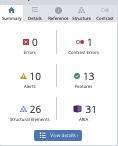 Summary Details Reference Structure Contrast
0 1
Errors Contrast Errors
10 13
Alerts Features
26 31
Structural Elements ARIA
View details ›